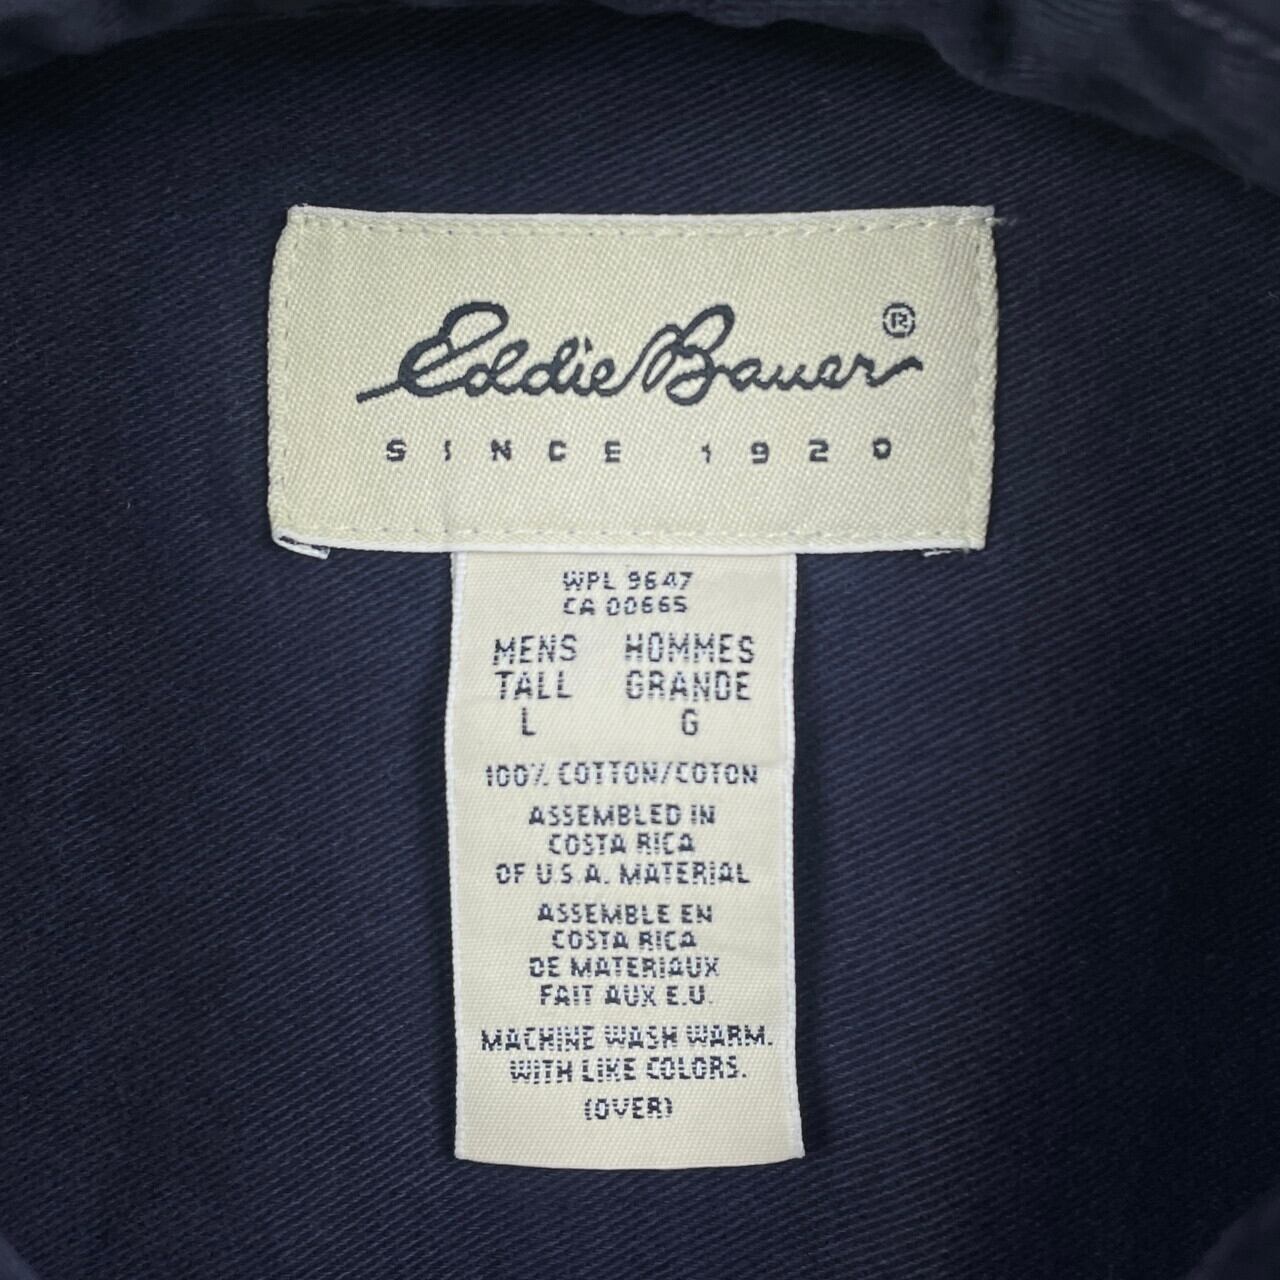 Eddie Bauer ®
SINCE 1920
WPL 9647
CA 00665
MENS HOMMES
TALL GRANDE
L G
100% COTTON/COTON
ASSEMBLED IN
COSTA RICA
OF U.S.A. MATERIAL
ASSEMBLE EN
COSTA RICA
DE MATERIAUX
FAIT AUX E.U.
MACHINE WASH WARM.
WITH LIKE COLORS.
(OVER)